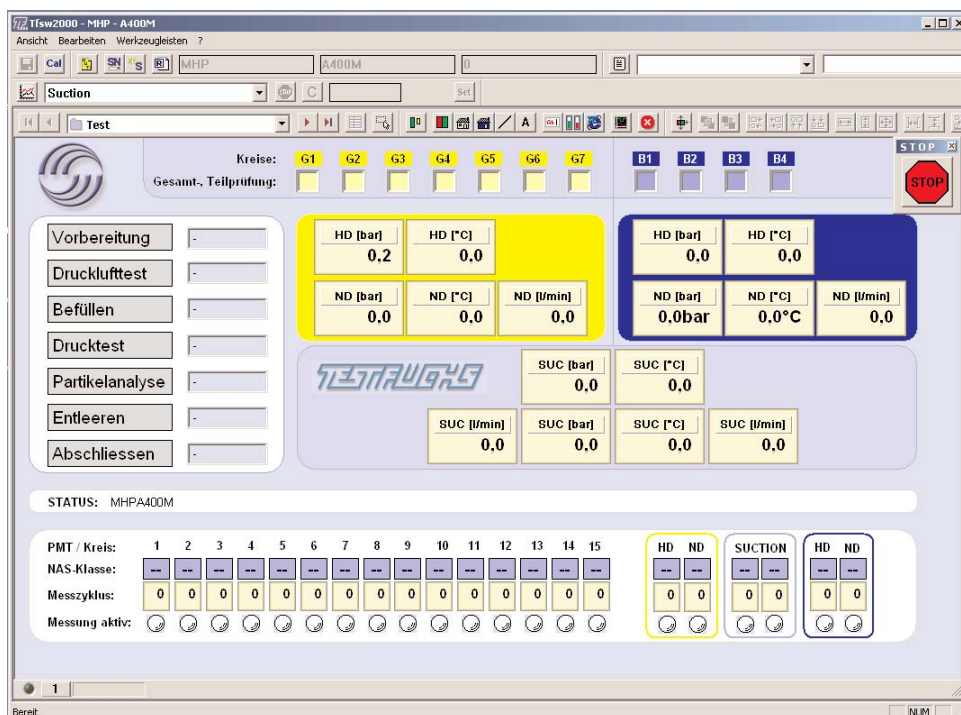 Tfsw2000 - MHP - A400M
Ansicht Bearbeiten Werkzeugleisten ?
Cal SN S R MHP A400M 0
Suction C Set
Test A
STOP
STOP
Kreise: G1 G2 G3 G4 G5 G6 G7 B1 B2 B3 B4
Gesamt-, Teilprüfung:
Vorbereitung -
Drucklufttest -
Befüllen -
Drucktest -
Partikelanalyse -
Entleeren -
Abschliessen -
HD [bar] HD [°C]
0,2 0,0
ND [bar] ND [°C] ND [l/min]
0,0 0,0 0,0
HD [bar] HD [°C]
0,0 0,0
ND [bar] ND [°C] ND [l/min]
0,0bar 0,0°C 0,0
TESTFUCHS
SUC [bar] SUC [°C]
0,0 0,0
SUC [l/min] SUC [bar] SUC [°C] SUC [l/min]
0,0 0,0 0,0 0,0
STATUS: MHPA400M
PMT / Kreis: 1 2 3 4 5 6 7 8 9 10 11 12 13 14 15 HD ND SUCTION HD ND
NAS-Klasse: -- -- -- -- -- -- -- -- -- -- -- -- -- -- -- -- -- -- -- -- --
Messzyklus: 0 0 0 0 0 0 0 0 0 0 0 0 0 0 0 0 0 0 0 0 0
Messung aktiv:
1
Bereit NUM